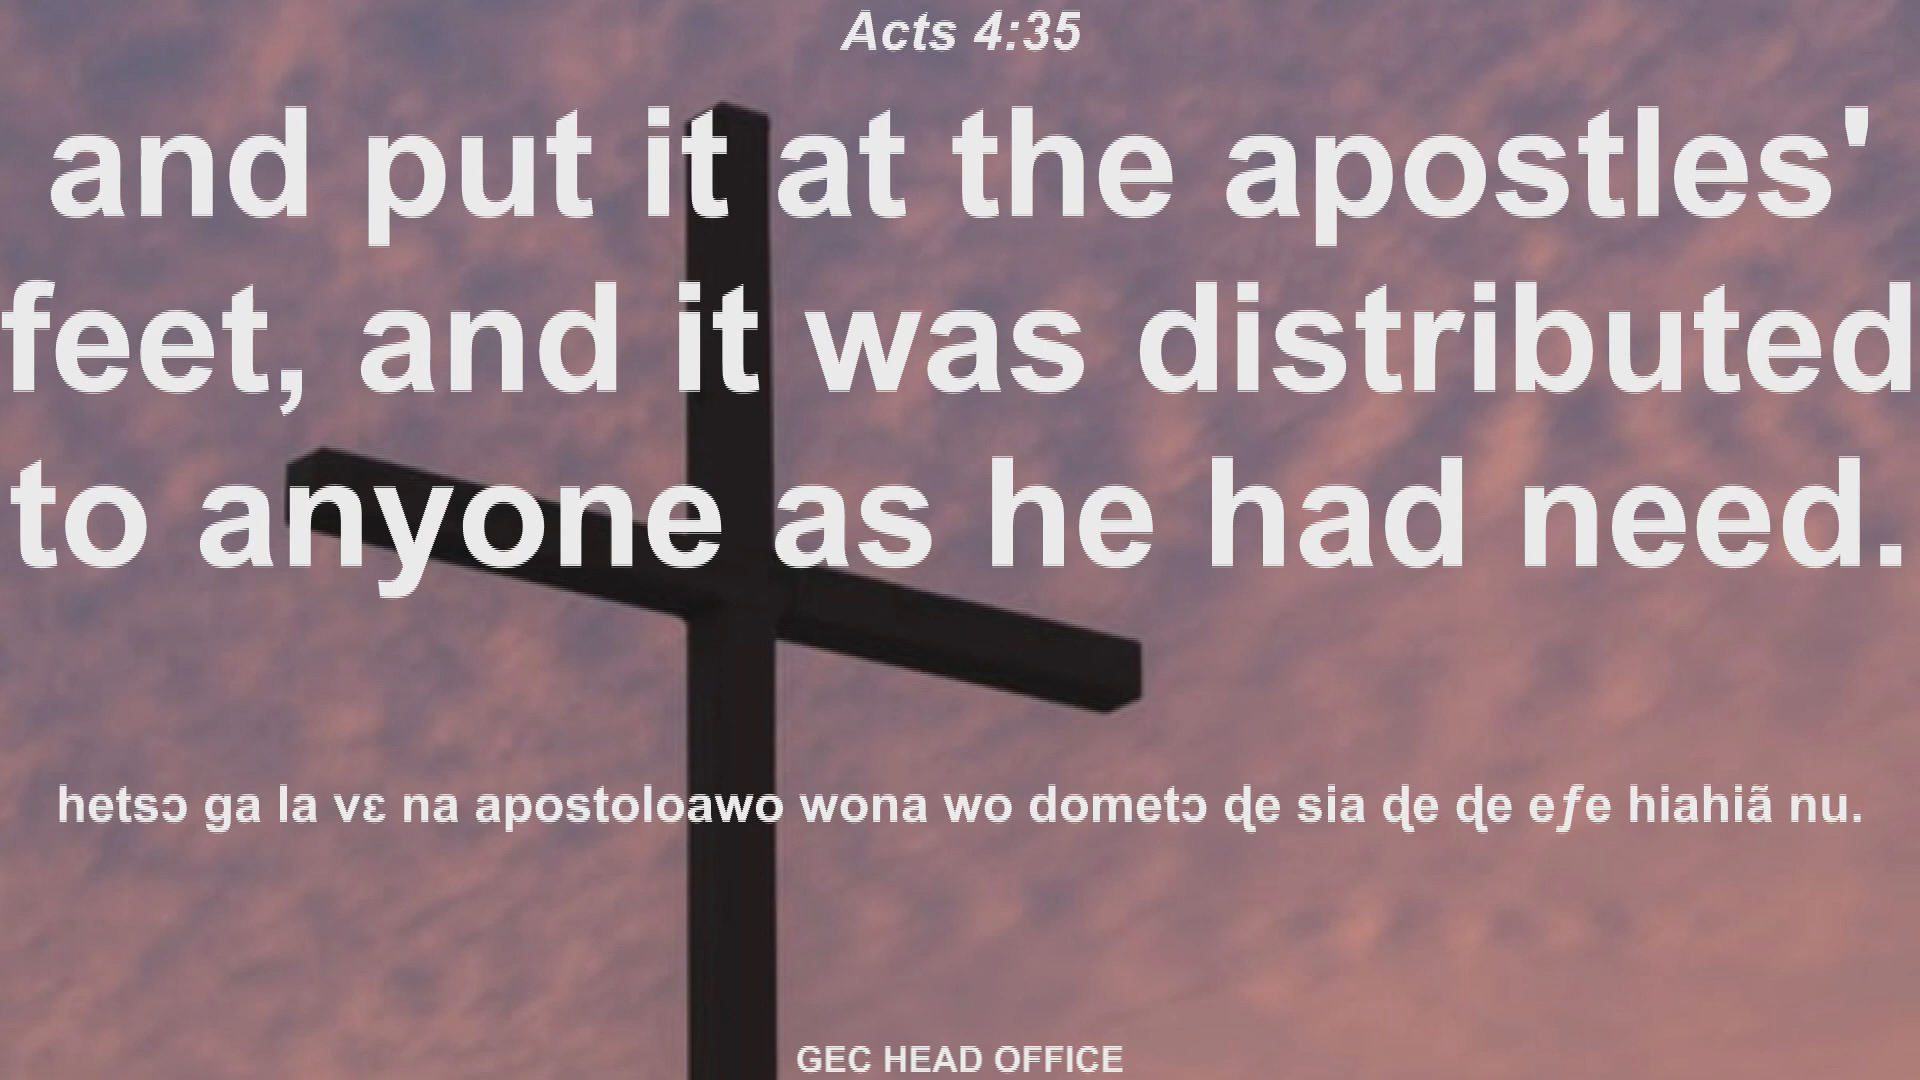 Acts 4:35
and put it at the apostles'
feet, and it was distributed
to anyone as he had need.
hetsɔ ga la vɛ na apostoloawo wona wo dometɔ ɖe sia ɖe ɖe eƒe hiahiã nu.
GEC HEAD OFFICE